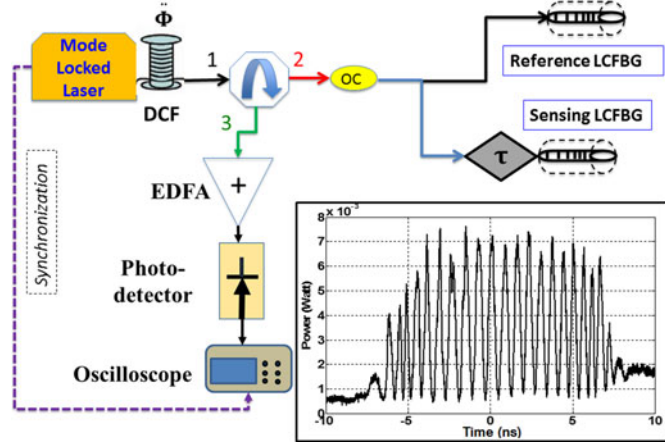 Φ̈
Mode
Locked
Laser
DCF
1
2
3
OC
Reference LCFBG
Sensing LCFBG
τ
Synchronization
EDFA
+
Photo-
detector
Oscilloscope
8 x 10⁻³
7
6
5
4
3
2
1
0
-10
-5
0
5
10
Power (Watt)
Time (ns)